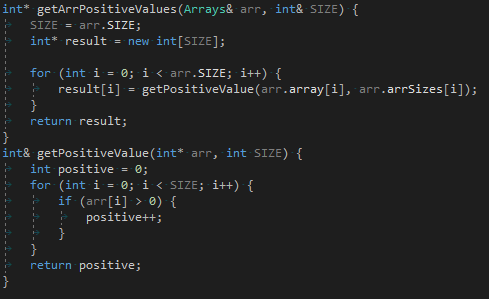 int* getArrPositiveValues(Arrays& arr, int& SIZE) {
    SIZE = arr.SIZE;
    int* result = new int[SIZE];

    for (int i = 0; i < arr.SIZE; i++) {
        result[i] = getPositiveValue(arr.array[i], arr.arrSizes[i]);
    }
    return result;
}
int& getPositiveValue(int* arr, int SIZE) {
    int positive = 0;
    for (int i = 0; i < SIZE; i++) {
        if (arr[i] > 0) {
            positive++;
        }
    }
    return positive;
}